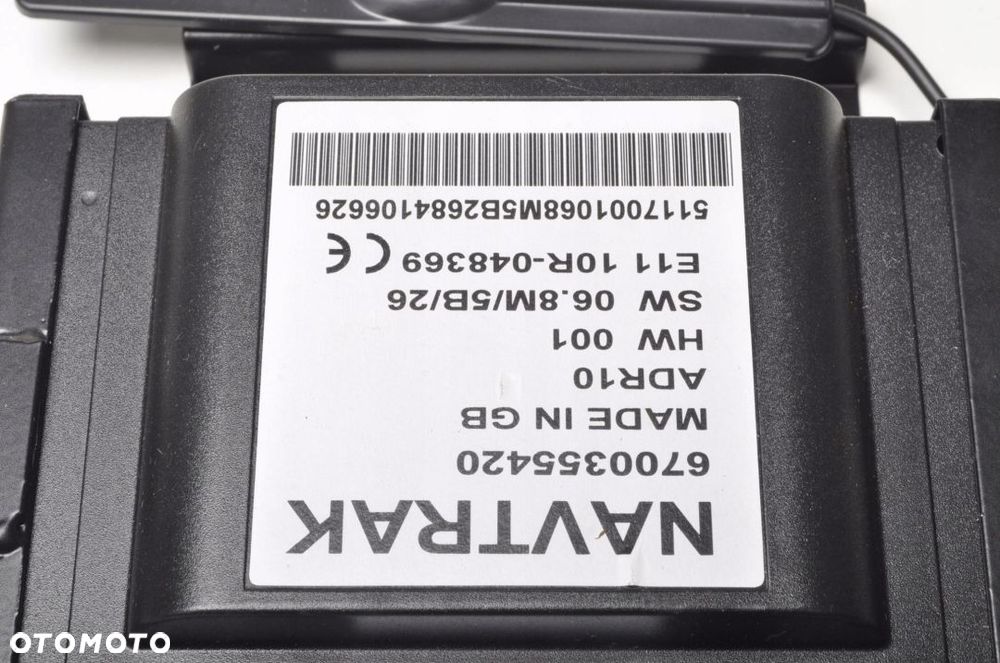 NAVTRAK
6700355420
MADE IN GB
ADR10
HW 001
SW 06.8M/5B/26
E11 10R-048369 CE
5117001068M5B2684106626
OTOMOTO